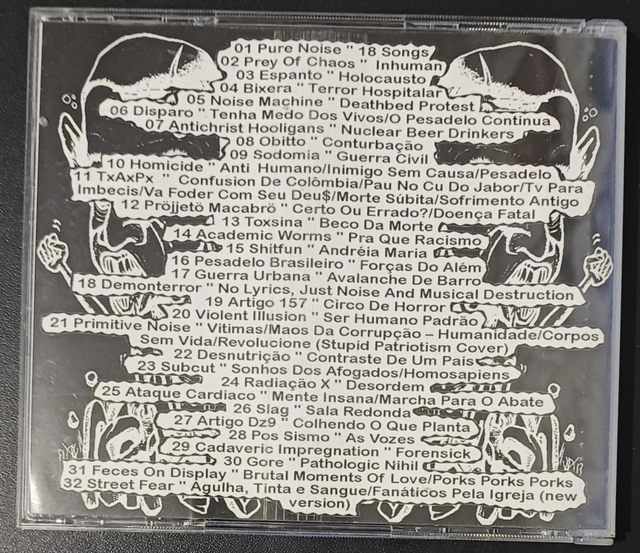 01 Pure Noise " 18 Songs
02 Prey Of Chaos " Inhuman
03 Espanto " Holocausto
04 Bixera " Terror Hospitalar
05 Noise Machine " Deathbed Protest
06 Disparo " Tenha Medo Dos Vivos/O Pesadelo Continua
07 Antichrist Hooligans " Nuclear Beer Drinkers
08 Obitto " Conturbação
09 Sodomia " Guerra Civil
10 Homicide " Anti Humano/Inimigo Sem Causa/Pesadelo
11 TxAxPx " Confusion De Colômbia/Pau No Cu Do Jabor/Tv Para
Imbecis/Va Foder Com Seu Deu$/Morte Súbita/Sofrimento Antigo
12 Pröjjetö Macabrö " Certo Ou Errado?/Doença Fatal
13 Toxsina " Beco Da Morte
14 Academic Worms " Pra Que Racismo
15 Shitfun " Andréia Maria
16 Pesadelo Brasileiro " Forças Do Além
17 Guerra Urbana " Avalanche De Barro
18 Demonterror " No Lyrics, Just Noise And Musical Destruction
19 Artigo 157 " Circo De Horror
20 Violent Illusion " Ser Humano Padrão
21 Primitive Noise " Vitimas/Maos Da Corrupção – Humanidade/Corpos
Sem Vida/Revolucione (Stupid Patriotism Cover)
22 Desnutrição " Contraste De Um Pais
23 Subcut " Sonhos Dos Afogados/Homosapiens
24 Radiação X " Desordem
25 Ataque Cardiaco " Mente Insana/Marcha Para O Abate
26 Slag " Sala Redonda
27 Artigo Dz9 " Colhendo O Que Planta
28 Pos Sismo " As Vozes
29 Cadaveric Impregnation " Forensick
30 Gore " Pathologic Nihil
31 Feces On Display " Brutal Moments Of Love/Porks Porks Porks
32 Street Fear " Agulha, Tinta e Sangue/Fanáticos Pela Igreja (new
version)